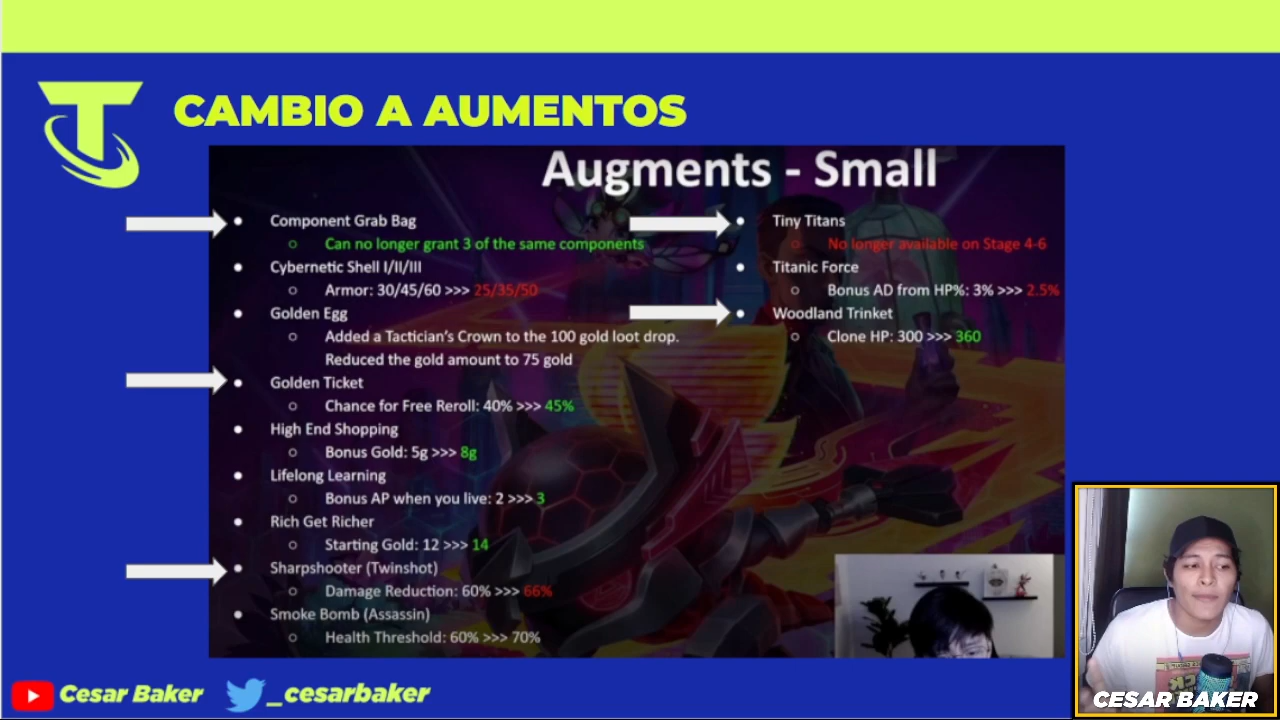 CAMBIO A AUMENTOS
Augments - Small
Component Grab Bag
Can no longer grant 3 of the same components
Cybernetic Shell I/II/III
Armor: 30/45/60 >>> 25/35/50
Golden Egg
Added a Tactician's Crown to the 100 gold loot drop.
Reduced the gold amount to 75 gold
Golden Ticket
Chance for Free Reroll: 40% >>> 45%
High End Shopping
Bonus Gold: 5g >>> 8g
Lifelong Learning
Bonus AP when you live: 2 >>> 3
Rich Get Richer
Starting Gold: 12 >>> 14
Sharpshooter (Twinshot)
Damage Reduction: 60% >>> 66%
Smoke Bomb (Assassin)
Health Threshold: 60% >>> 70%
Tiny Titans
No longer available on Stage 4-6
Titanic Force
Bonus AD from HP%: 3% >>> 2.5%
Woodland Trinket
Clone HP: 300 >>> 360
Cesar Baker
_cesarbaker
CESAR BAKER